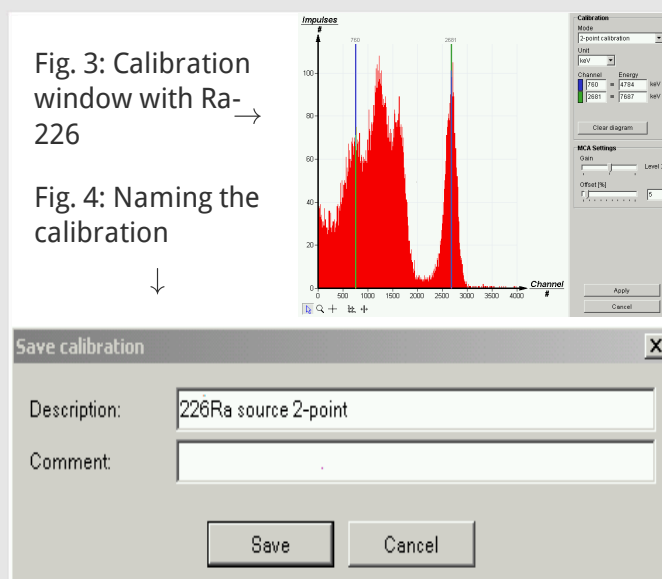 Fig. 3: Calibration
window with Ra-
226
→
Fig. 4: Naming the
calibration
↓
Impulses
#
760
2681
100
80
60
40
20
0
0 500 1000 1500 2000 2500 3000 3500 4000
Channel
#
Calibration
Mode
2-point calibration
Unit
keV
Channel Energy
760 = 4784 keV
2681 = 7687 keV
Clear diagram
MCA Settings
Gain
Level
Offset [%]
5
Apply
Cancel
Save calibration
X
Description: 226Ra source 2-point
Comment:
Save Cancel